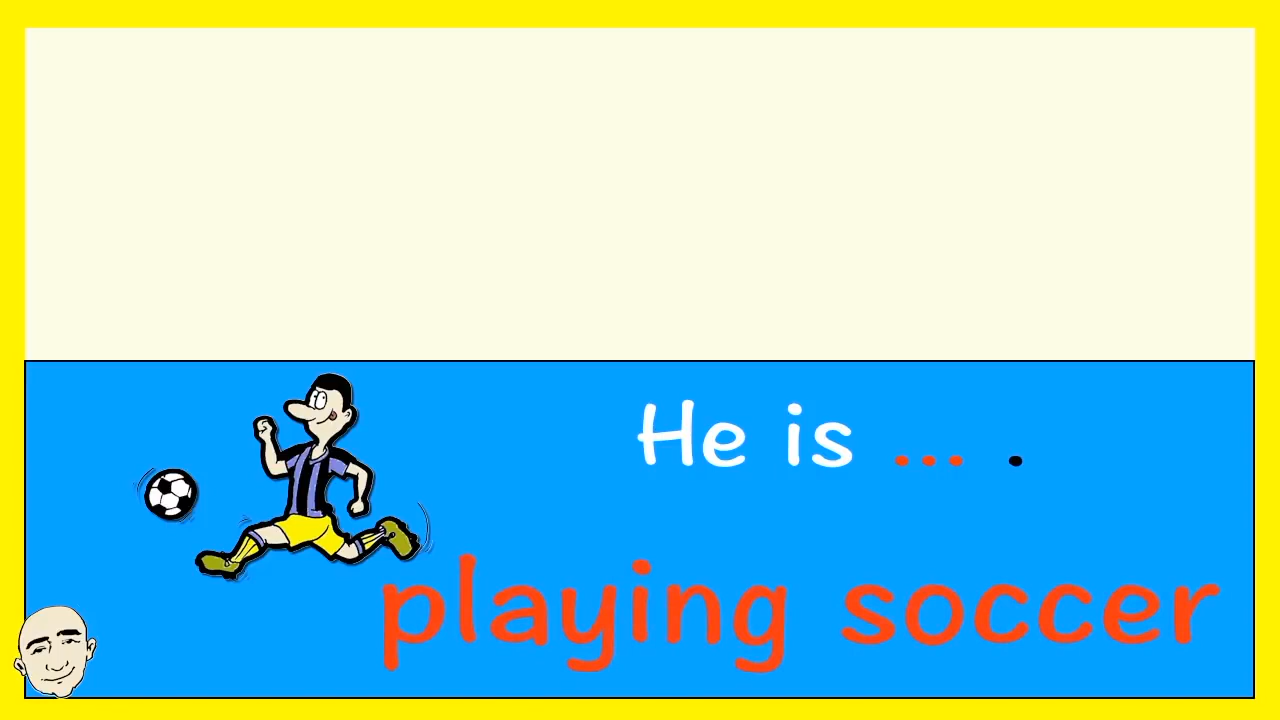 He is ... .
playing soccer